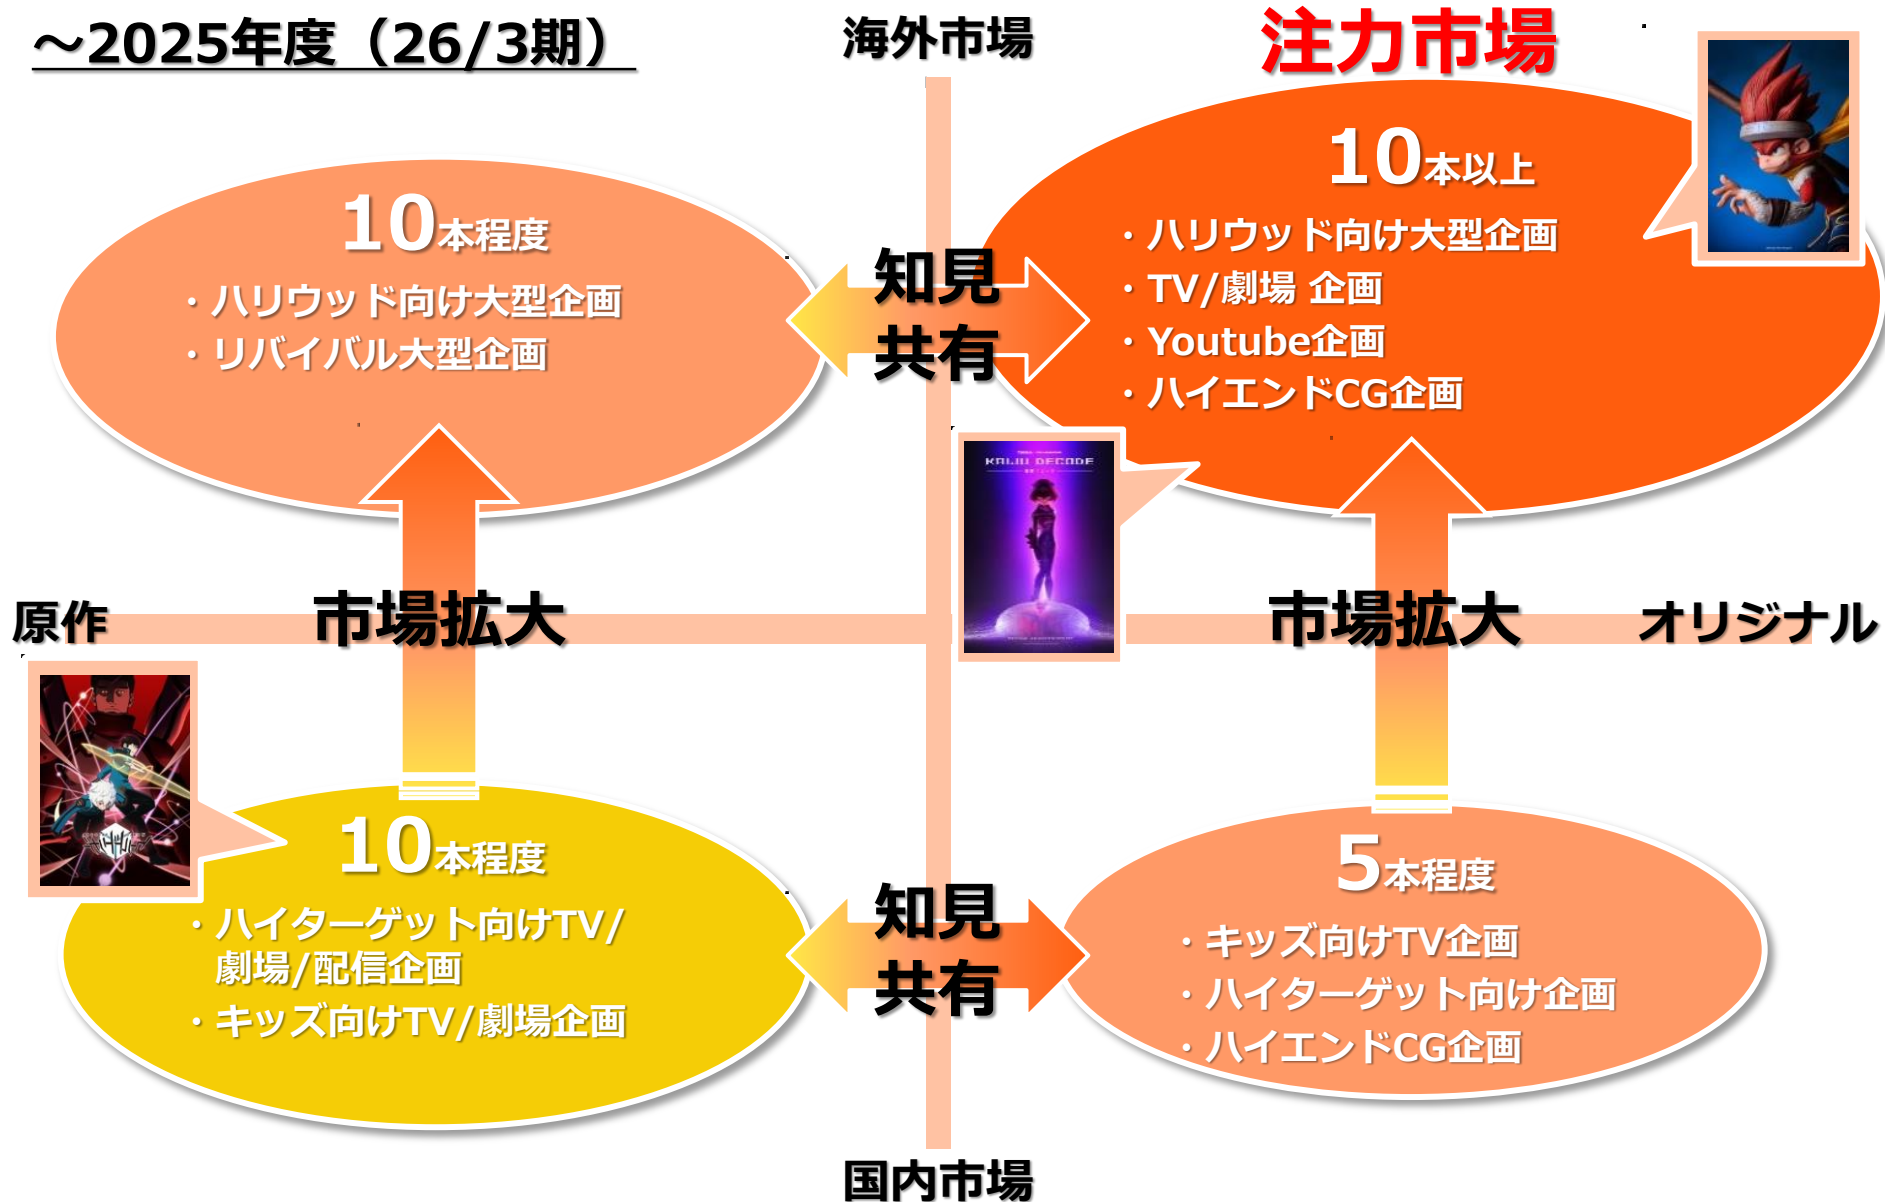 ～2025年度（26/3期）
海外市場
注力市場
10本程度
・ハリウッド向け大型企画
・リバイバル大型企画
知見
共有
10本以上
・ハリウッド向け大型企画
・TV/劇場 企画
・Youtube企画
・ハイエンドCG企画
KAIJU DECODE
原作
市場拡大
市場拡大
オリジナル
10本程度
・ハイターゲット向けTV/
劇場/配信企画
・キッズ向けTV/劇場企画
知見
共有
5本程度
・キッズ向けTV企画
・ハイターゲット向け企画
・ハイエンドCG企画
国内市場